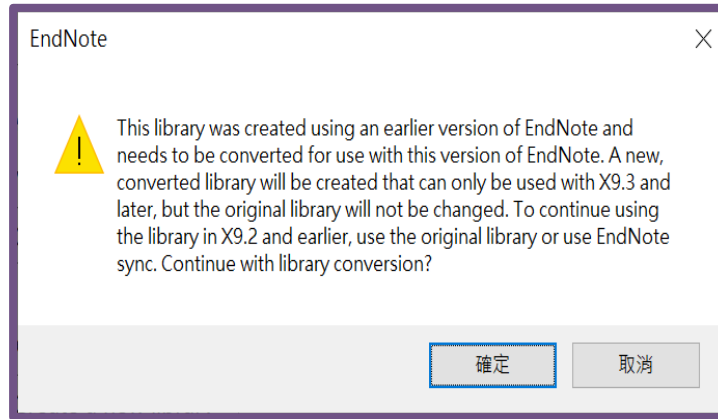 EndNote
This library was created using an earlier version of EndNote and
needs to be converted for use with this version of EndNote. A new,
converted library will be created that can only be used with X9.3 and
later, but the original library will not be changed. To continue using
the library in X9.2 and earlier, use the original library or use EndNote
sync. Continue with library conversion?
確定
取消